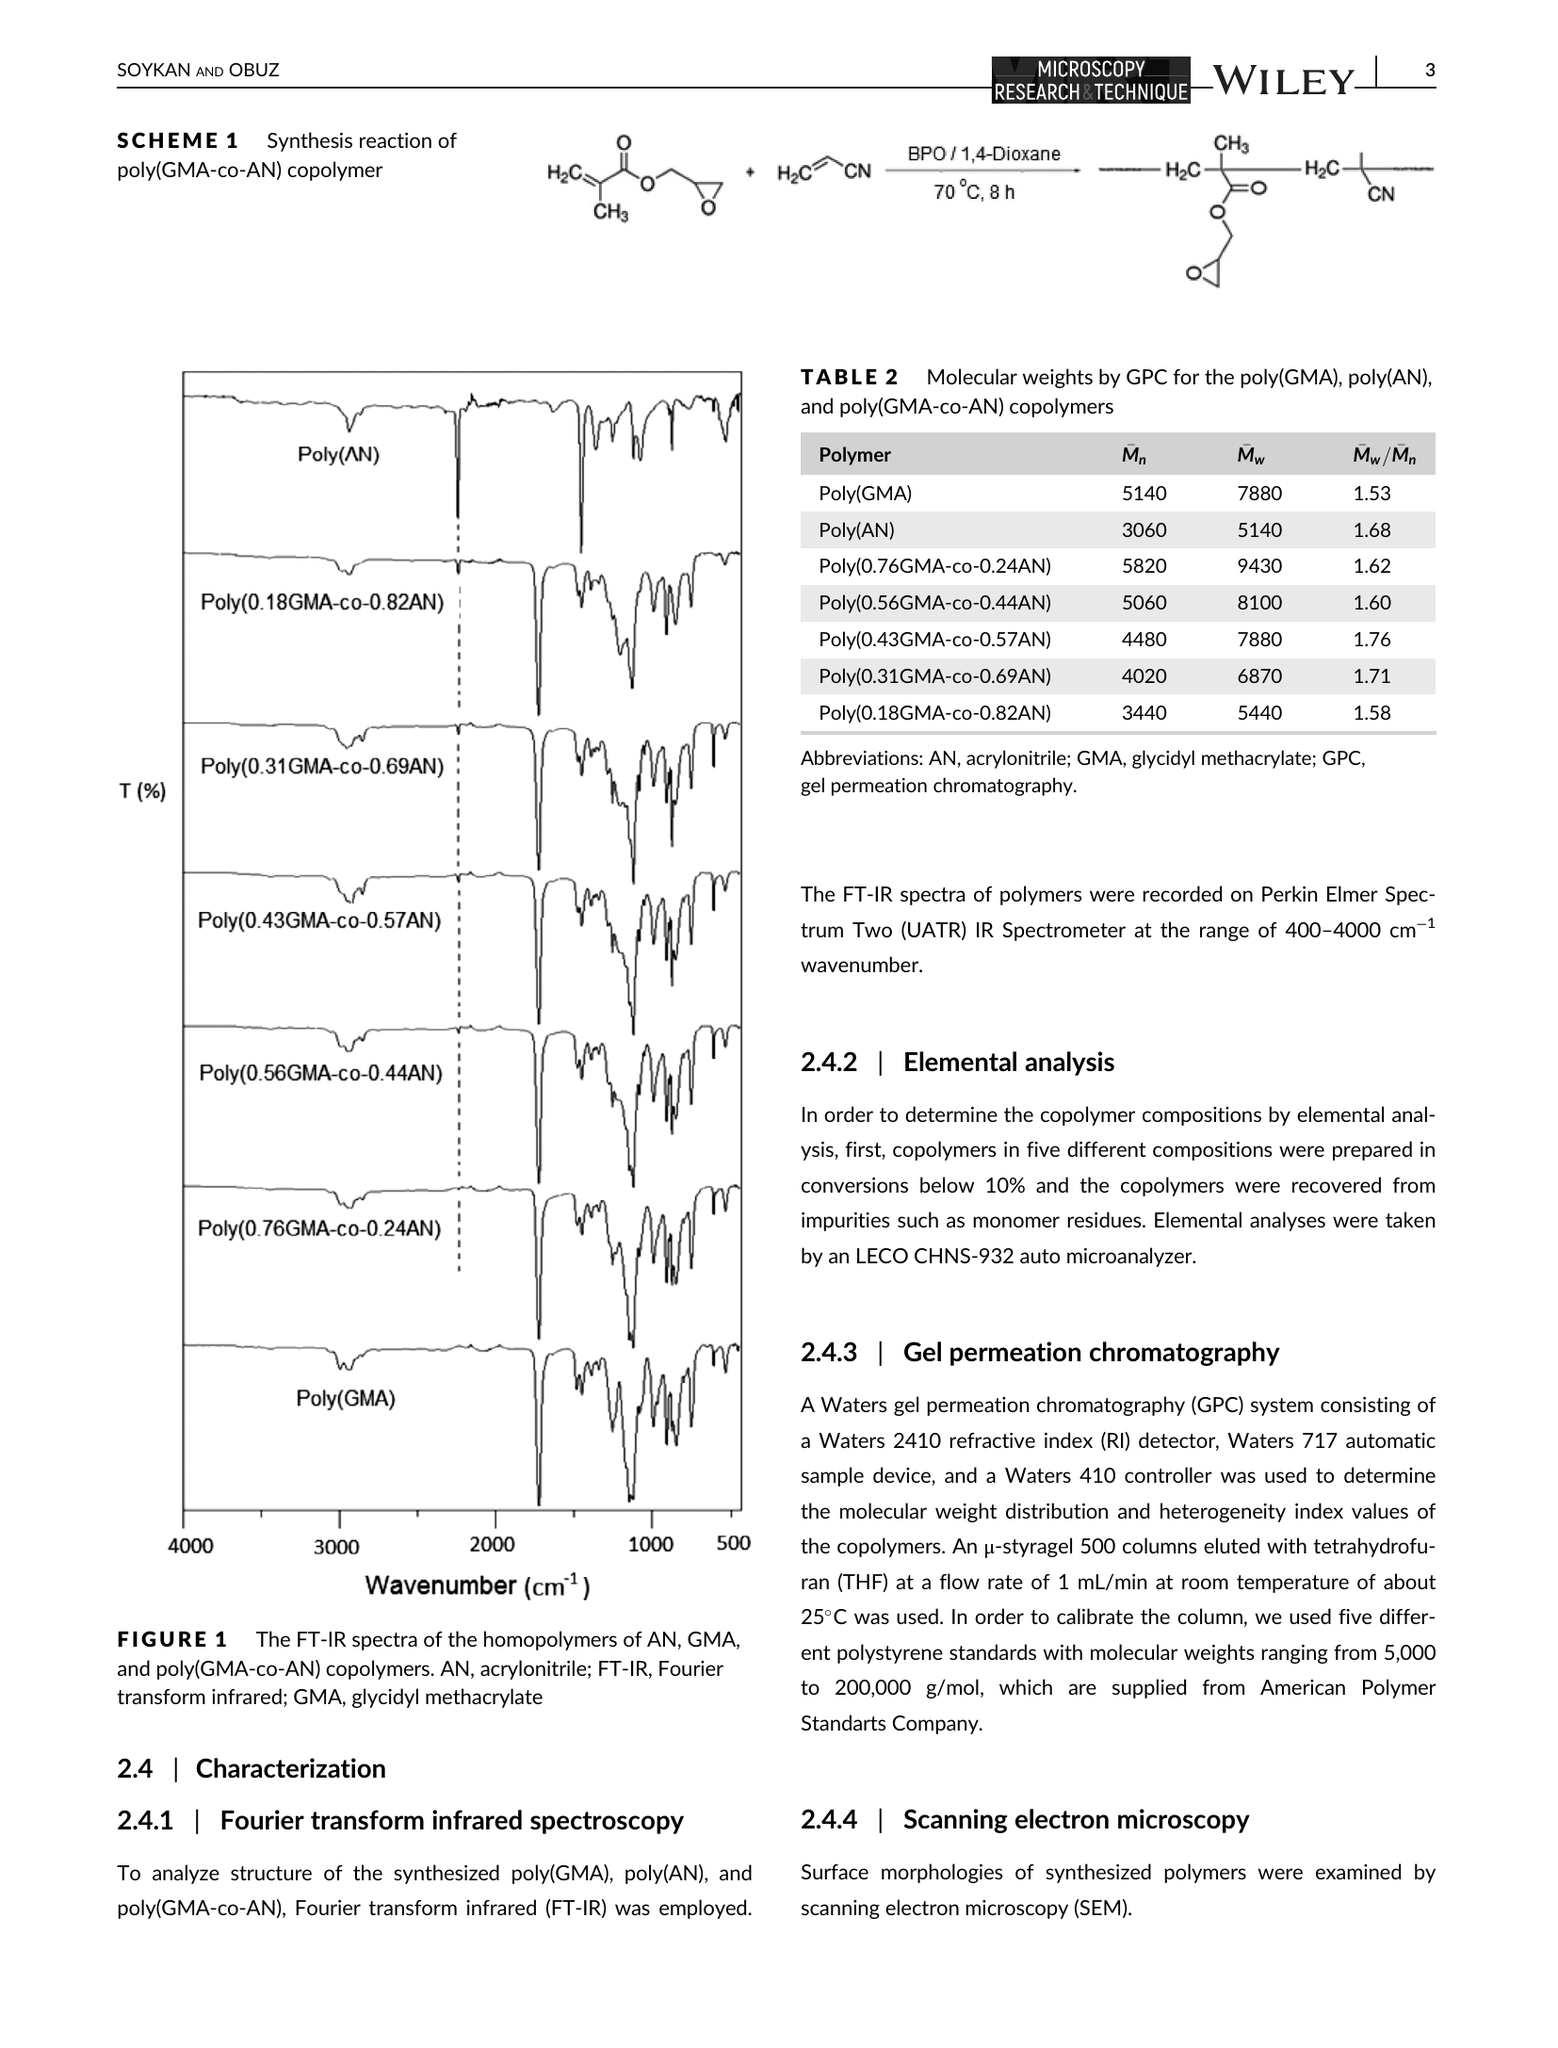 SOYKAN AND OBUZ
MICROSCOPY
RESEARCH&TECHNIQUE
WILEY
3
SCHEME 1 Synthesis reaction of
poly(GMA-co-AN) copolymer
H₂C
O
O
CH₃
O
+
H₂C
CN
BPO / 1,4-Dioxane
70 °C, 8 h
H₂C
CH₃
O
O
O
H₂C
CN
Poly(AN)
Poly(0.18GMA-co-0.82AN)
Poly(0.31GMA-co-0.69AN)
T (%)
Poly(0.43GMA-co-0.57AN)
Poly(0.56GMA-co-0.44AN)
Poly(0.76GMA-co-0.24AN)
Poly(GMA)
4000 3000 2000 1000 500
Wavenumber (cm⁻¹)
FIGURE 1 The FT-IR spectra of the homopolymers of AN, GMA,
and poly(GMA-co-AN) copolymers. AN, acrylonitrile; FT-IR, Fourier
transform infrared; GMA, glycidyl methacrylate
2.4 | Characterization
2.4.1 | Fourier transform infrared spectroscopy
To analyze structure of the synthesized poly(GMA), poly(AN), and
poly(GMA-co-AN), Fourier transform infrared (FT-IR) was employed.
TABLE 2 Molecular weights by GPC for the poly(GMA), poly(AN),
and poly(GMA-co-AN) copolymers
Polymer M̄n M̄w M̄w/M̄n
Poly(GMA) 5140 7880 1.53
Poly(AN) 3060 5140 1.68
Poly(0.76GMA-co-0.24AN) 5820 9430 1.62
Poly(0.56GMA-co-0.44AN) 5060 8100 1.60
Poly(0.43GMA-co-0.57AN) 4480 7880 1.76
Poly(0.31GMA-co-0.69AN) 4020 6870 1.71
Poly(0.18GMA-co-0.82AN) 3440 5440 1.58
Abbreviations: AN, acrylonitrile; GMA, glycidyl methacrylate; GPC,
gel permeation chromatography.
The FT-IR spectra of polymers were recorded on Perkin Elmer Spec-
trum Two (UATR) IR Spectrometer at the range of 400–4000 cm⁻¹
wavenumber.
2.4.2 | Elemental analysis
In order to determine the copolymer compositions by elemental anal-
ysis, first, copolymers in five different compositions were prepared in
conversions below 10% and the copolymers were recovered from
impurities such as monomer residues. Elemental analyses were taken
by an LECO CHNS-932 auto microanalyzer.
2.4.3 | Gel permeation chromatography
A Waters gel permeation chromatography (GPC) system consisting of
a Waters 2410 refractive index (RI) detector, Waters 717 automatic
sample device, and a Waters 410 controller was used to determine
the molecular weight distribution and heterogeneity index values of
the copolymers. An μ-styragel 500 columns eluted with tetrahydrofu-
ran (THF) at a flow rate of 1 mL/min at room temperature of about
25°C was used. In order to calibrate the column, we used five differ-
ent polystyrene standards with molecular weights ranging from 5,000
to 200,000 g/mol, which are supplied from American Polymer
Standarts Company.
2.4.4 | Scanning electron microscopy
Surface morphologies of synthesized polymers were examined by
scanning electron microscopy (SEM).